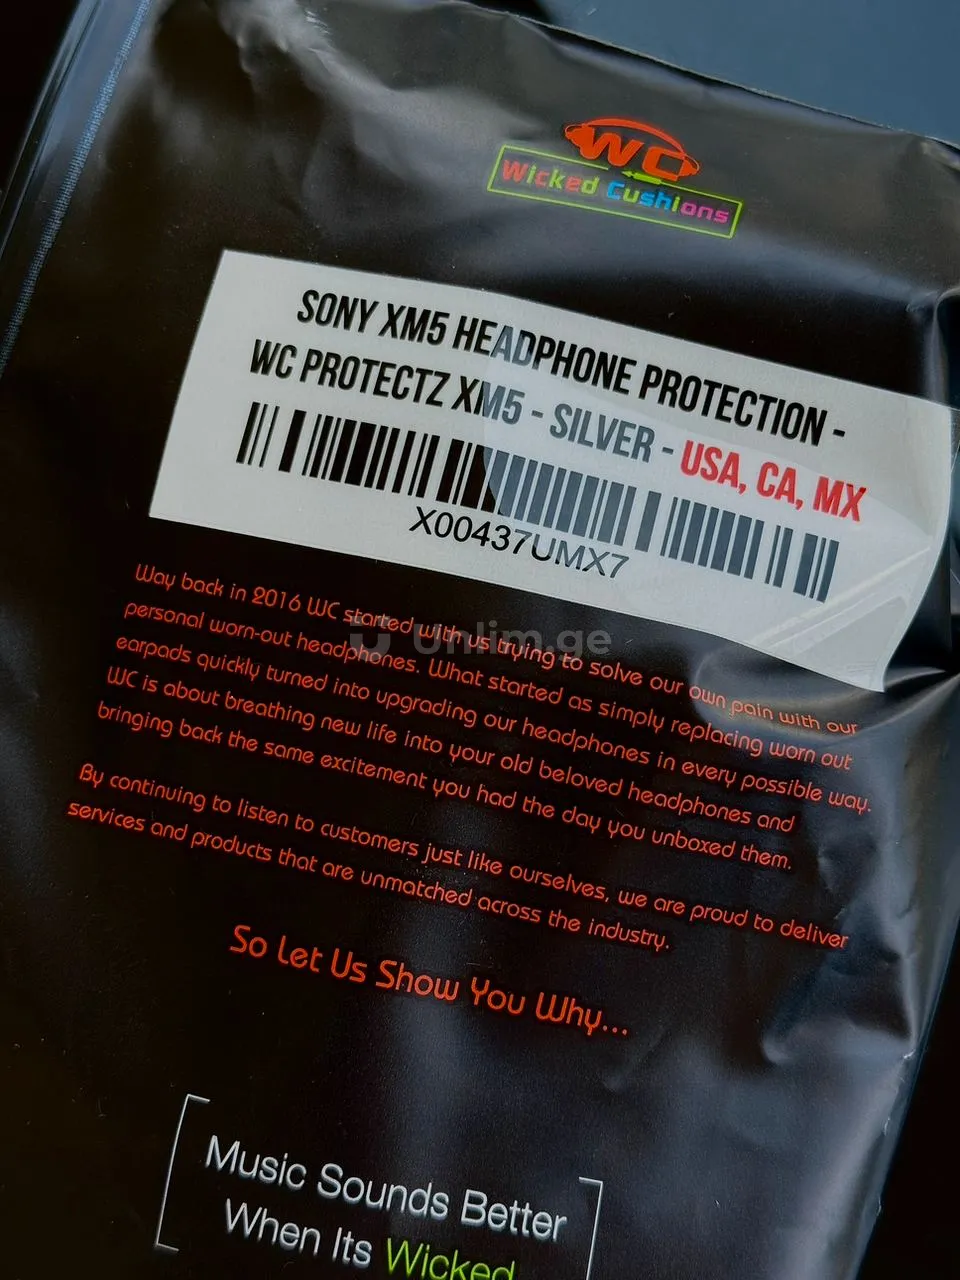 WC
Wicked Cushions
SONY XM5 HEADPHONE PROTECTION -
WC PROTECTZ XM5 - SILVER - USA, CA, MX
X00437UMX7
Way back in 2016 WC started with us trying to solve our own pain with our
personal worn-out headphones. What started as simply replacing worn out
earpads quickly turned into upgrading our headphones in every possible way.
WC is about breathing new life into your old beloved headphones and
bringing back the same excitement you had the day you unboxed them.
By continuing to listen to customers just like ourselves, we are proud to deliver
services and products that are unmatched across the industry.
So Let Us Show You Why...
Music Sounds Better
When Its Wicked
Unlim.ge